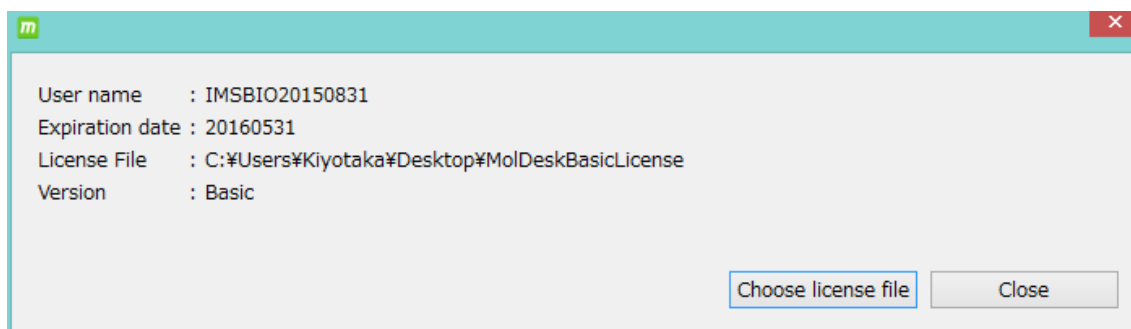 m
User name : IMSBIO20150831
Expiration date : 20160531
License File : C:¥Users¥Kiyotaka¥Desktop¥MolDeskBasicLicense
Version : Basic
Choose license file Close